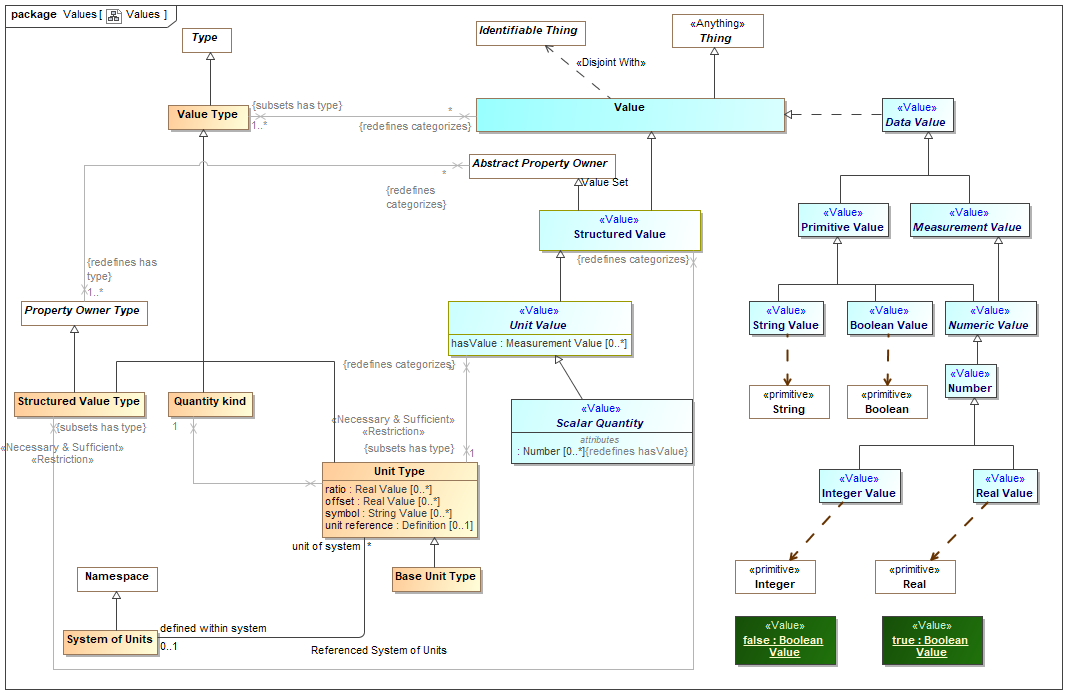 package Values [ Values ]
Type
Identifiable Thing
«Anything»
Thing
«Disjoint With»
Value Type
{subsets has type}
1..*
*
{redefines categorizes}
Value
«Value»
Data Value
Abstract Property Owner
*
{redefines
categorizes}
Value Set
«Value»
Structured Value
{redefines categorizes}
«Value»
Primitive Value
«Value»
Measurement Value
{redefines has
type}
1..*
Property Owner Type
«Value»
Unit Value
hasValue : Measurement Value [0..*]
«Value»
String Value
«Value»
Boolean Value
«Value»
Numeric Value
{redefines categorizes}
«Value»
Number
Structured Value Type
Quantity kind
«primitive»
String
«primitive»
Boolean
«Value»
Scalar Quantity
attributes
: Number [0..*]{redefines hasValue}
{subsets has type}
1
«Necessary & Sufficient»
«Restriction»
«Necessary & Sufficient»
«Restriction»
{subsets has type}
1
Unit Type
ratio : Real Value [0..*]
offset : Real Value [0..*]
symbol : String Value [0..*]
unit reference : Definition [0..1]
«Value»
Integer Value
«Value»
Real Value
unit of system *
Base Unit Type
Namespace
«primitive»
Integer
«primitive»
Real
System of Units
defined within system
0..1
Referenced System of Units
«Value»
false : Boolean
Value
«Value»
true : Boolean
Value